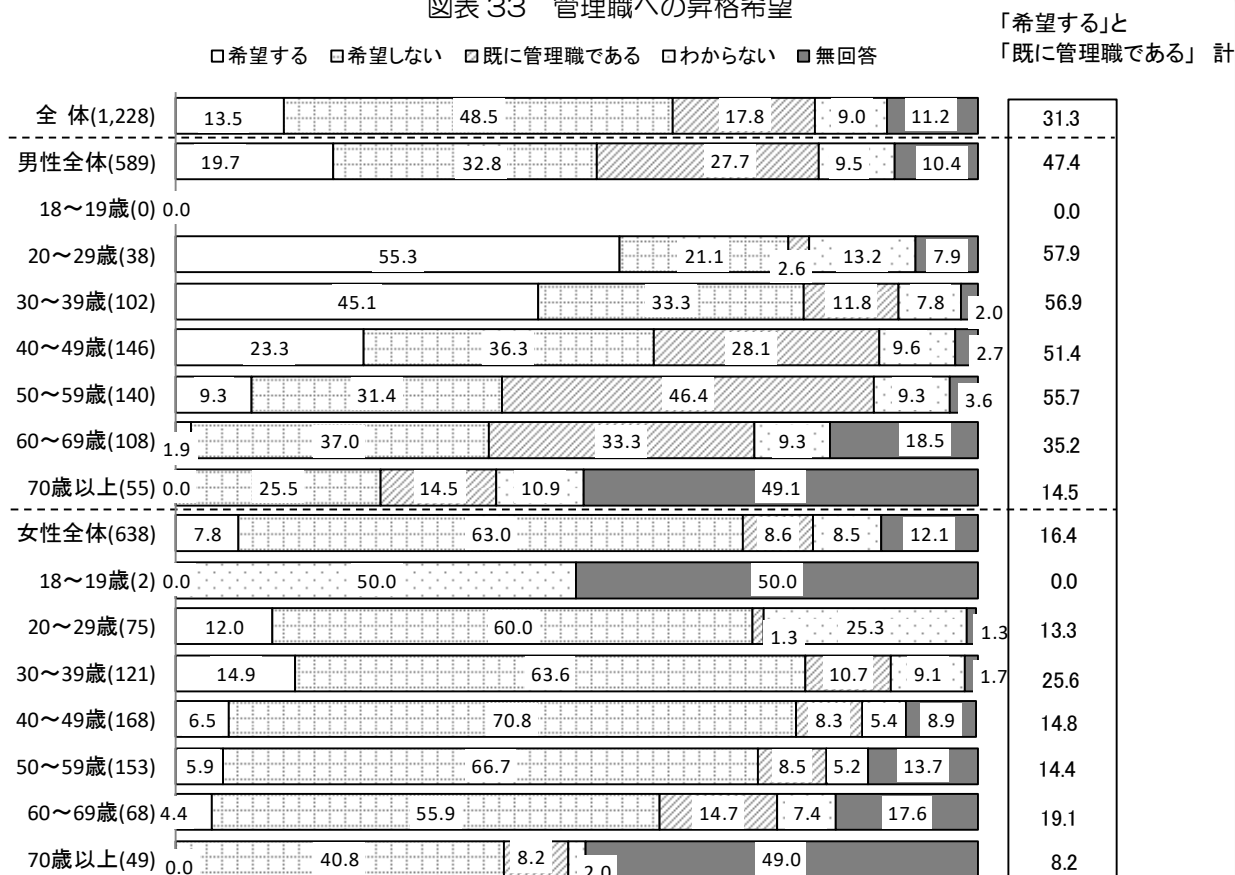 図表 33 管理職への昇格希望
「希望する」と
「既に管理職である」 計
□希望する □希望しない □既に管理職である □わからない ■無回答
全 体(1,228) 13.5 48.5 17.8 9.0 11.2 31.3
男性全体(589) 19.7 32.8 27.7 9.5 10.4 47.4
18～19歳(0) 0.0 0.0
20～29歳(38) 55.3 21.1 2.6 13.2 7.9 57.9
30～39歳(102) 45.1 33.3 11.8 7.8 2.0 56.9
40～49歳(146) 23.3 36.3 28.1 9.6 2.7 51.4
50～59歳(140) 9.3 31.4 46.4 9.3 3.6 55.7
60～69歳(108) 1.9 37.0 33.3 9.3 18.5 35.2
70歳以上(55) 0.0 25.5 14.5 10.9 49.1 14.5
女性全体(638) 7.8 63.0 8.6 8.5 12.1 16.4
18～19歳(2) 0.0 50.0 50.0 0.0
20～29歳(75) 12.0 60.0 1.3 25.3 1.3 13.3
30～39歳(121) 14.9 63.6 10.7 9.1 1.7 25.6
40～49歳(168) 6.5 70.8 8.3 5.4 8.9 14.8
50～59歳(153) 5.9 66.7 8.5 5.2 13.7 14.4
60～69歳(68) 4.4 55.9 14.7 7.4 17.6 19.1
70歳以上(49) 0.0 40.8 8.2 2.0 49.0 8.2